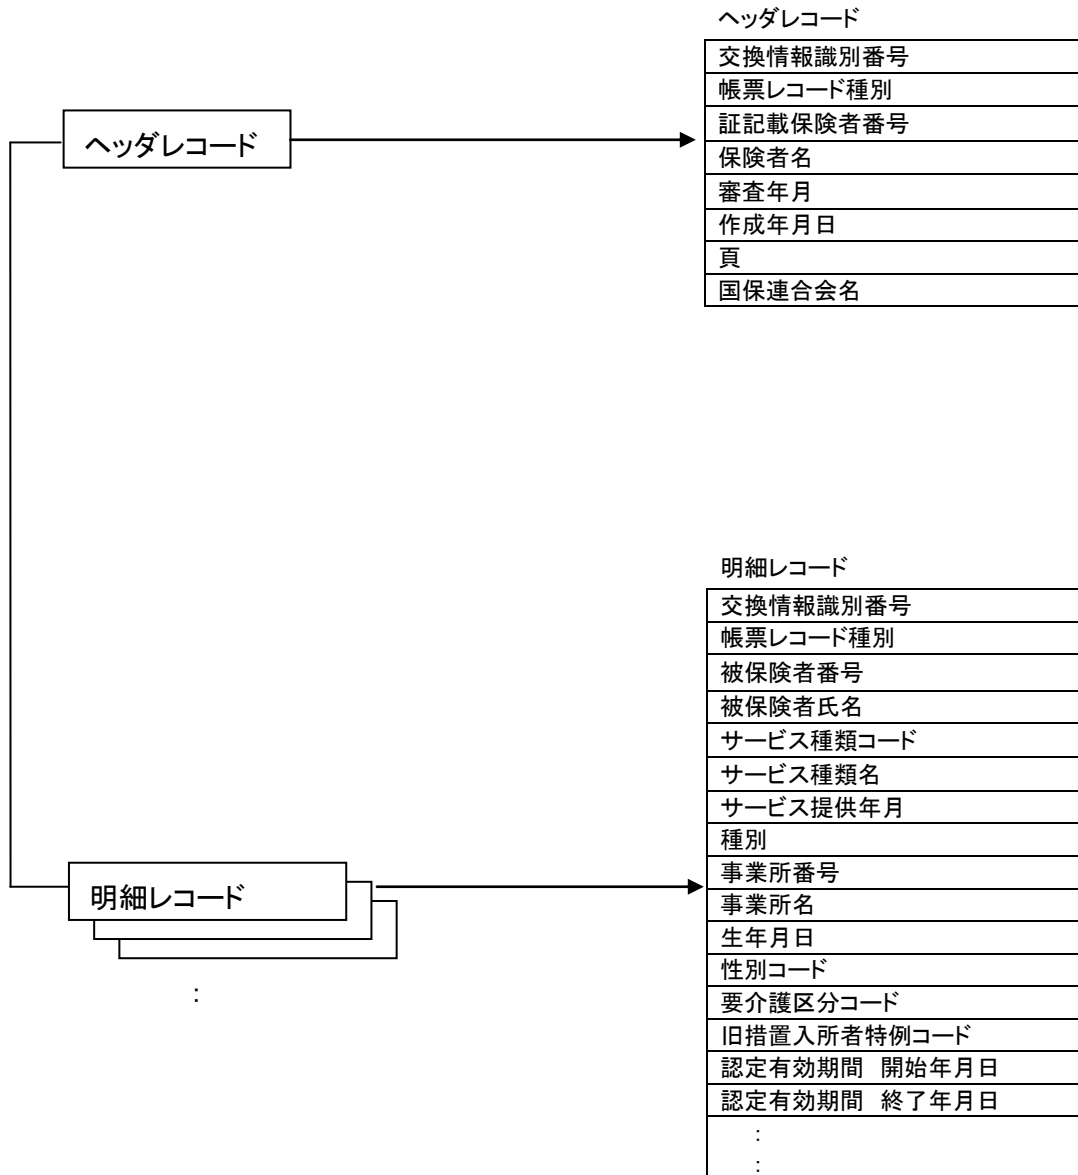 ヘッダレコード
ヘッダレコード
交換情報識別番号
帳票レコード種別
証記載保険者番号
保険者名
審査年月
作成年月日
頁
国保連合会名
明細レコード
:
明細レコード
交換情報識別番号
帳票レコード種別
被保険者番号
被保険者氏名
サービス種類コード
サービス種類名
サービス提供年月
種別
事業所番号
事業所名
生年月日
性別コード
要介護区分コード
旧措置入所者特例コード
認定有効期間　開始年月日
認定有効期間　終了年月日
:
: